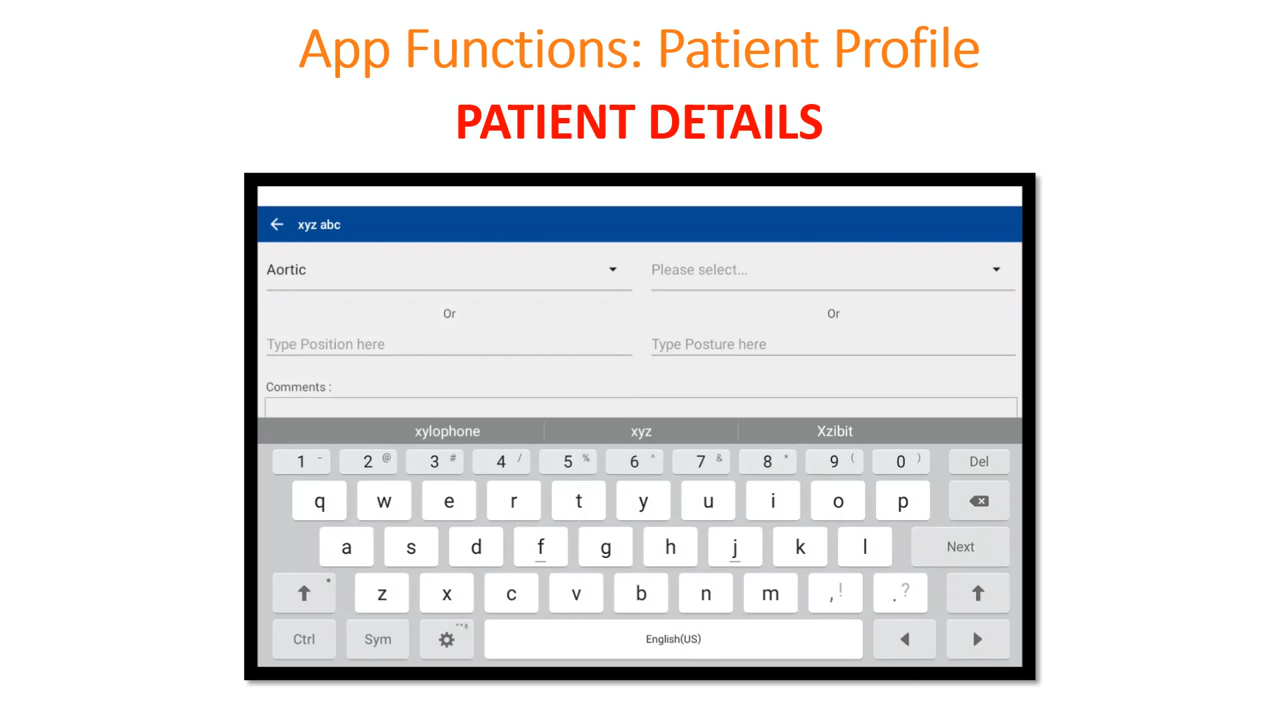 App Functions: Patient Profile
PATIENT DETAILS
xyz abc
Aortic Please select...
Or Or
Type Position here Type Posture here
Comments :
xylophone xyz Xzibit
1 - 2 @ 3 # 4 / 5 % 6 ^ 7 & 8 * 9 ( 0 ) Del
q w e r t y u i o p
a s d f g h j k l Next
z x c v b n m , ! . ?
Ctrl Sym English(US)